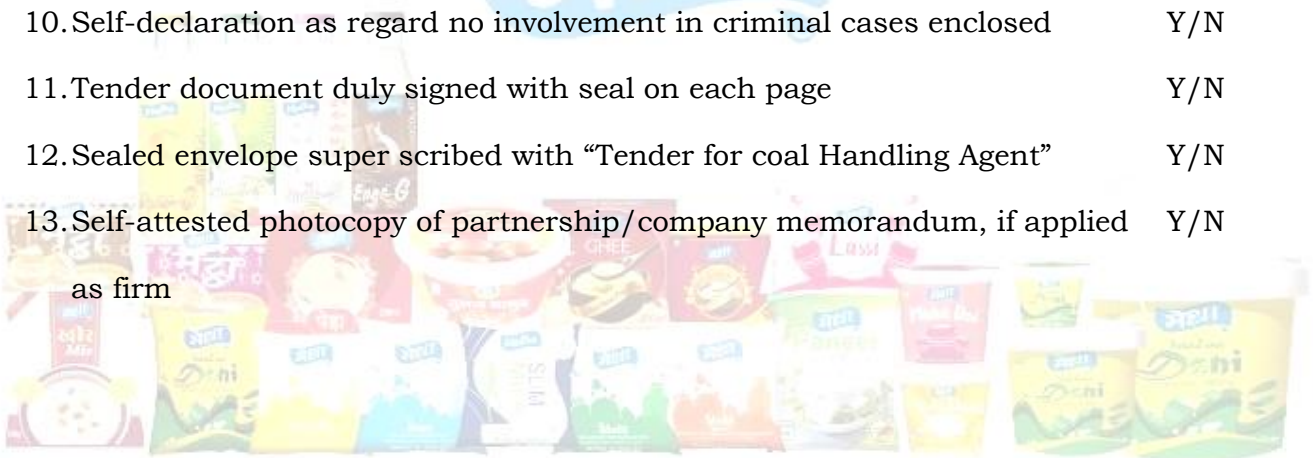 10. Self-declaration as regard no involvement in criminal cases enclosed Y/N
11. Tender document duly signed with seal on each page Y/N
12. Sealed envelope super scribed with “Tender for coal Handling Agent” Y/N
13. Self-attested photocopy of partnership/company memorandum, if applied Y/N
as firm
GHEE
Lassi